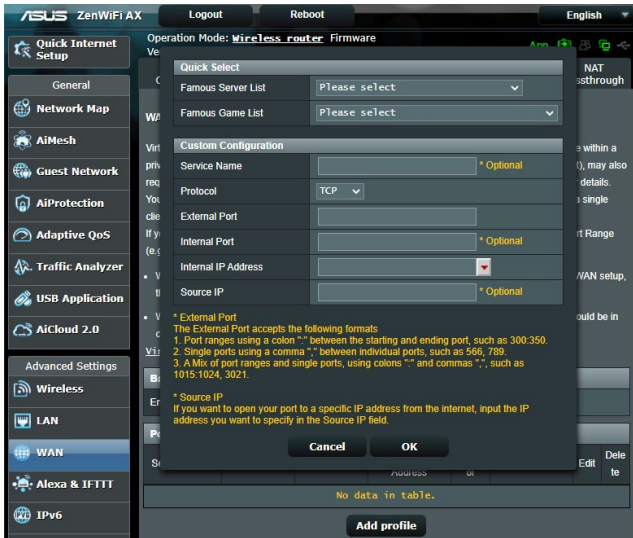 ASUS ZenWiFi AX
Logout
Reboot
English
Quick Internet
Setup
General
Network Map
AiMesh
Guest Network
AiProtection
Adaptive QoS
Traffic Analyzer
USB Application
AiCloud 2.0
Advanced Settings
Wireless
LAN
WAN
Alexa & IFTTT
IPv6
Operation Mode: Wireless router Firmware
App
NAT
Quick Select
Famous Server List Please select
Famous Game List Please select
Custom Configuration
Service Name * Optional
Protocol TCP
External Port
Internal Port * Optional
Internal IP Address
Source IP * Optional
* External Port
The External Port accepts the following formats
1. Port ranges using a colon ":" between the starting and ending port, such as 300:350.
2. Single ports using a comma "," between individual ports, such as 566, 789.
3. A Mix of port ranges and single ports, using colons ":" and commas ",", such as
1015:1024, 3021.
* Source IP
If you want to open your port to a specific IP address from the internet, input the IP
address you want to specify in the Source IP field.
Cancel
OK
within a
may also
details.
a single
Range
WAN setup,
be in
Edit
Dele
te
No data in table.
Add profile